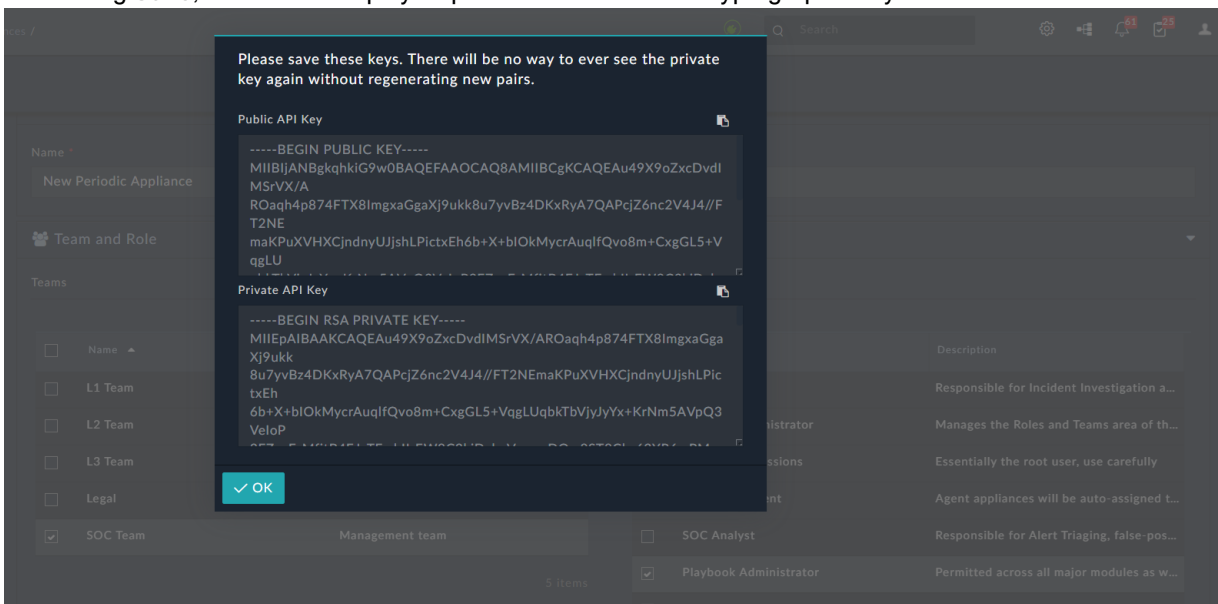 nces /
Search
61
25
Please save these keys. There will be no way to ever see the private
key again without regenerating new pairs.
Public API Key
-----BEGIN PUBLIC KEY-----
MIIBIjANBgkqhkiG9w0BAQEFAAOCAQ8AMIIBCgKCAQEAu49X9oZxcDvdI
MSrVX/A
ROaqh4p874FTX8ImgxaGgaXj9ukk8u7yvBz4DKxRyA7QAPcjZ6nc2V4J4//F
T2NE
maKPuXVHXCjndnyUJjshLPictxEh6b+X+bIOkMycrAuqIfQvo8m+CxgGL5+V
qgLU
Private API Key
-----BEGIN RSA PRIVATE KEY-----
MIIEpAIBAAKCAQEAu49X9oZxcDvdIMSrVX/AROaqh4p874FTX8ImgxaGga
Xj9ukk
8u7yvBz4DKxRyA7QAPcjZ6nc2V4J4//FT2NEmaKPuXVHXCjndnyUJjshLPic
txEh
6b+X+bIOkMycrAuqIfQvo8m+CxgGL5+VqgLUqbkTbVjyJyYx+KrNm5AVpQ3
VeIoP
OK
Name *
New Periodic Appliance
Team and Role
Teams
Name
Description
L1 Team
Responsible for Incident Investigation a...
L2 Team
nistrator
Manages the Roles and Teams area of th...
L3 Team
ssions
Essentially the root user, use carefully
Legal
ent
Agent appliances will be auto-assigned t...
SOC Team
Management team
SOC Analyst
Responsible for Alert Triaging, false-pos...
5 items
Playbook Administrator
Permitted across all major modules as w...